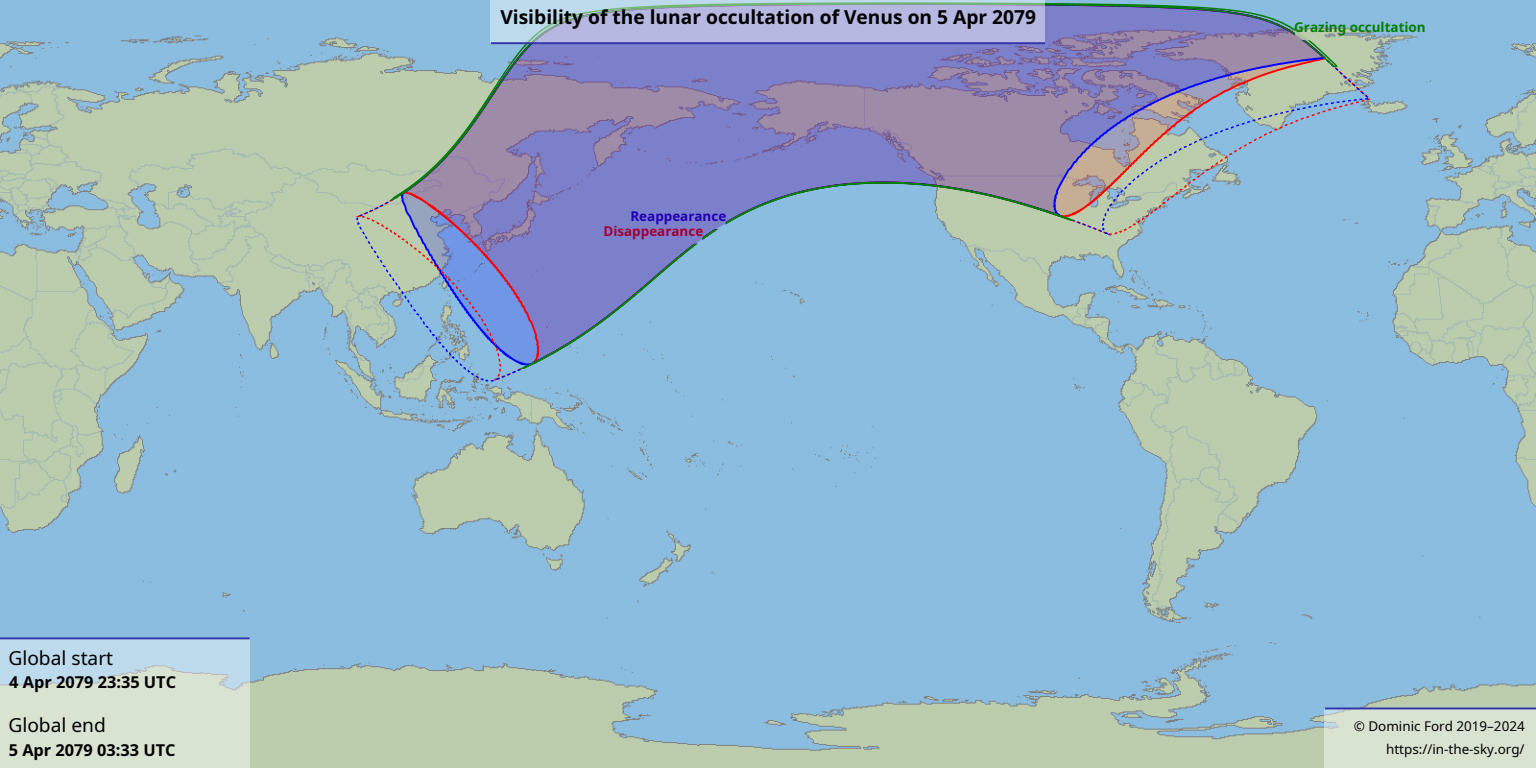 Visibility of the lunar occultation of Venus on 5 Apr 2079
Grazing occultation
Reappearance
Disappearance
Global start
4 Apr 2079 23:35 UTC
Global end
5 Apr 2079 03:33 UTC
© Dominic Ford 2019–2024
https://in-the-sky.org/